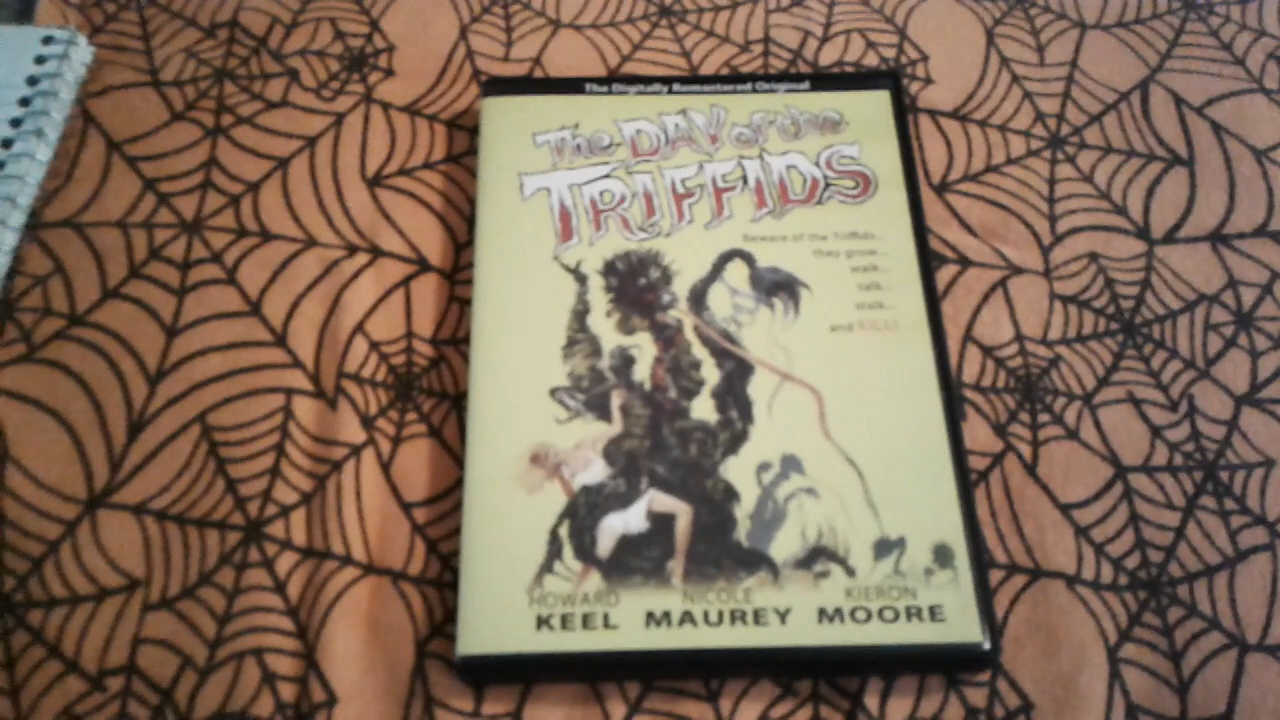 The Digitally Remastered Original
The DAY of the
TRIFFIDS
Beware of the Triffids...
they grow...
walk...
talk...
stalk...
and KILL!
HOWARD NICOLE KIERON
KEEL MAUREY MOORE